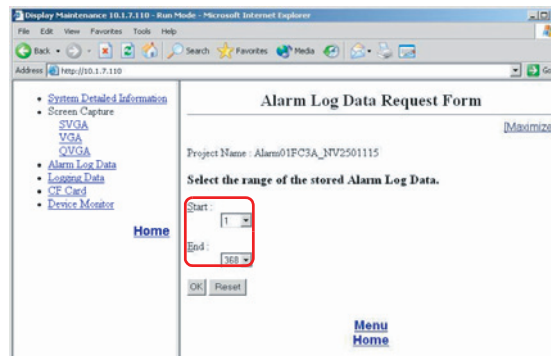 Display Maintenance 10.1.7.110 - Run Mode - Microsoft Internet Explorer
File Edit View Favorites Tools Help
Back Search Favorites Media
Address http://10.1.7.110 Go
System Detailed Information
Screen Capture
SVGA
VGA
QVGA
Alarm Log Data
Logging Data
CF Card
Device Monitor
Home
Alarm Log Data Request Form
[Maximize
Project Name : Alarm01FC3A_NV2501115
Select the range of the stored Alarm Log Data.
Start :
1
End :
368
OK Reset
Menu
Home